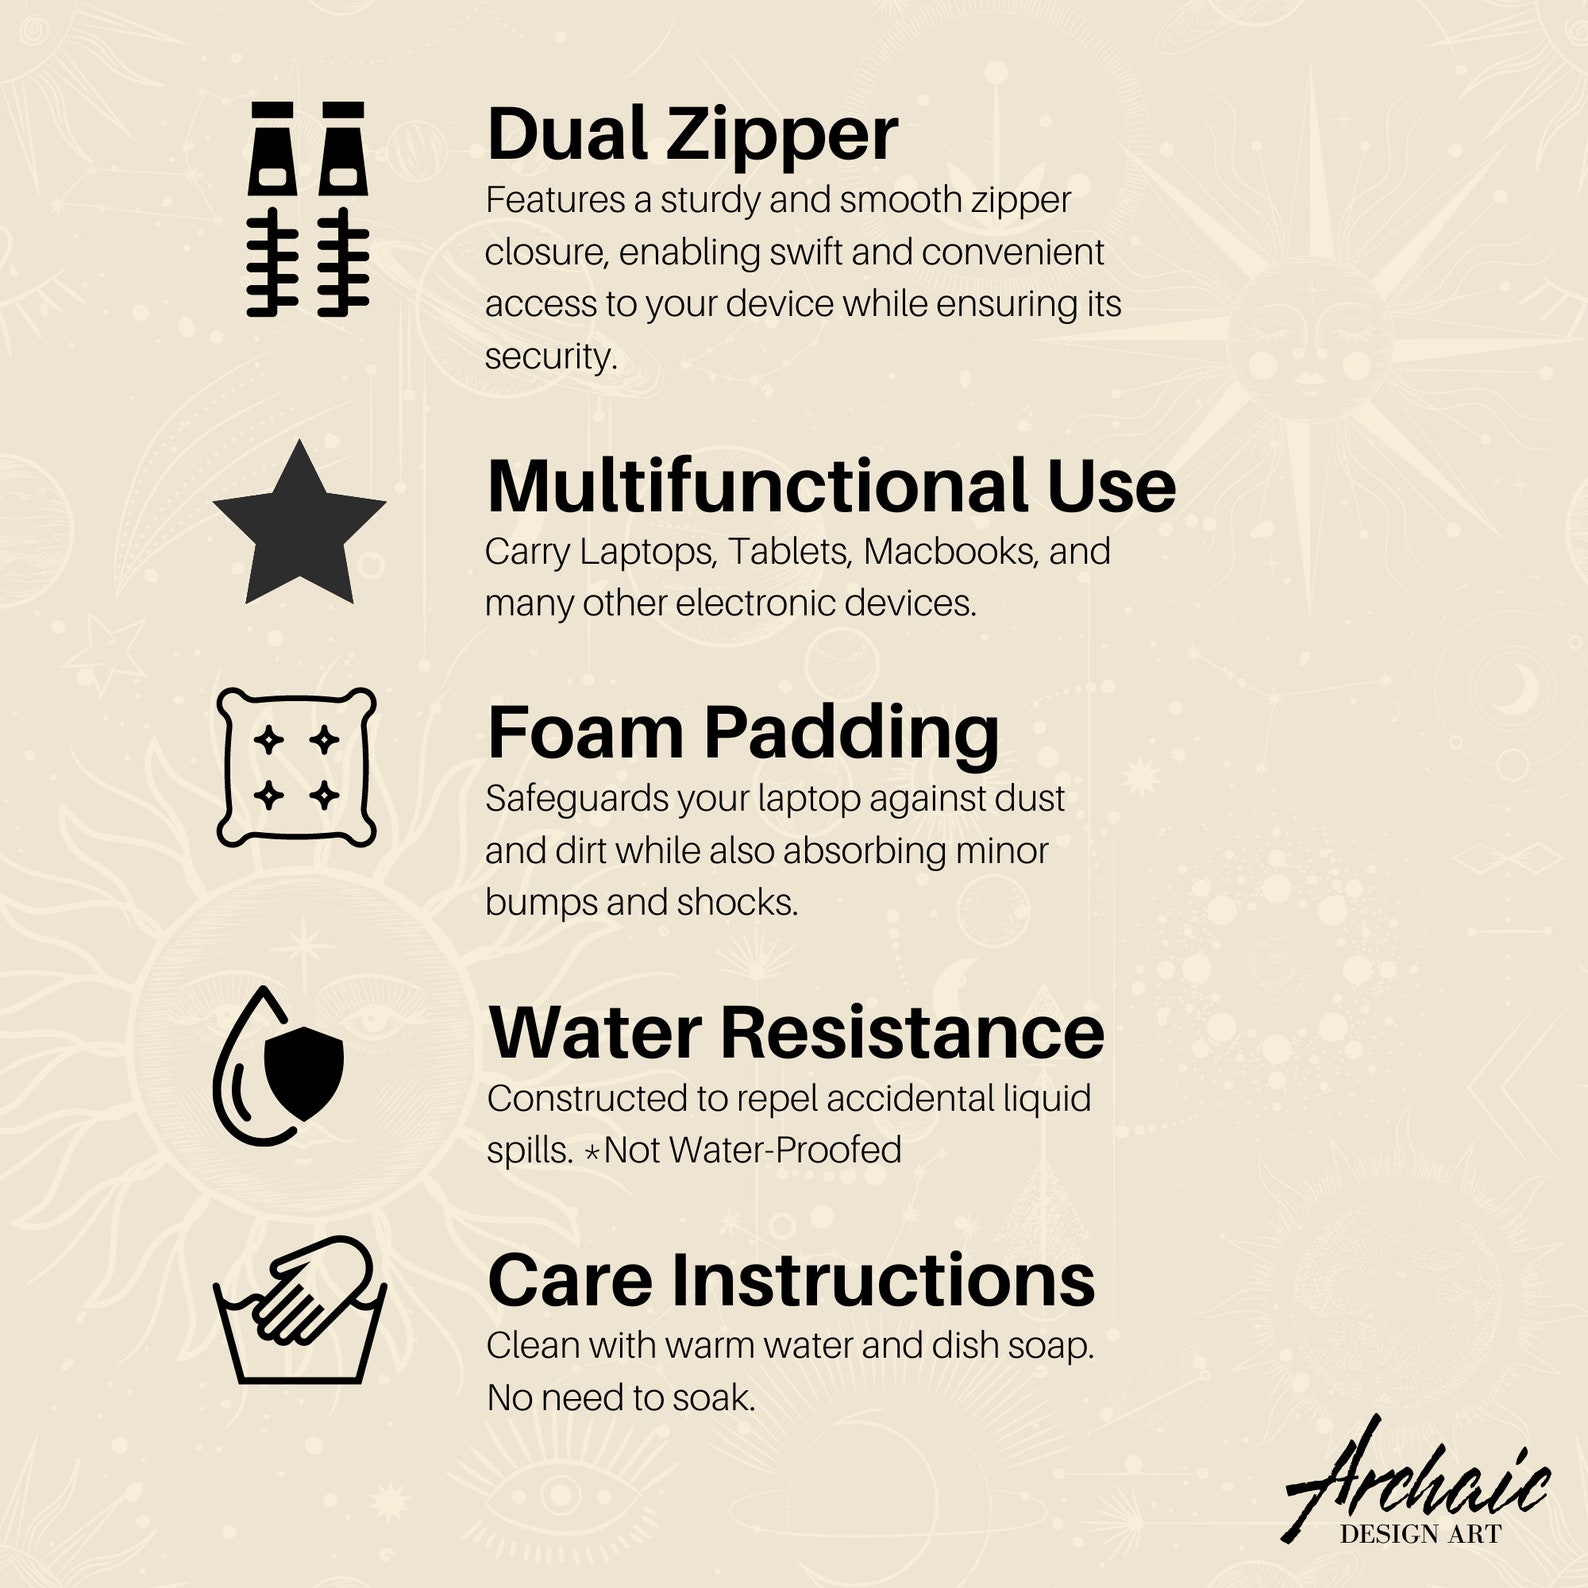 Dual Zipper
Features a sturdy and smooth zipper
closure, enabling swift and convenient
access to your device while ensuring its
security.
Multifunctional Use
Carry Laptops, Tablets, Macbooks, and
many other electronic devices.
Foam Padding
Safeguards your laptop against dust
and dirt while also absorbing minor
bumps and shocks.
Water Resistance
Constructed to repel accidental liquid
spills. *Not Water-Proofed
Care Instructions
Clean with warm water and dish soap.
No need to soak.
Archaic
DESIGN ART